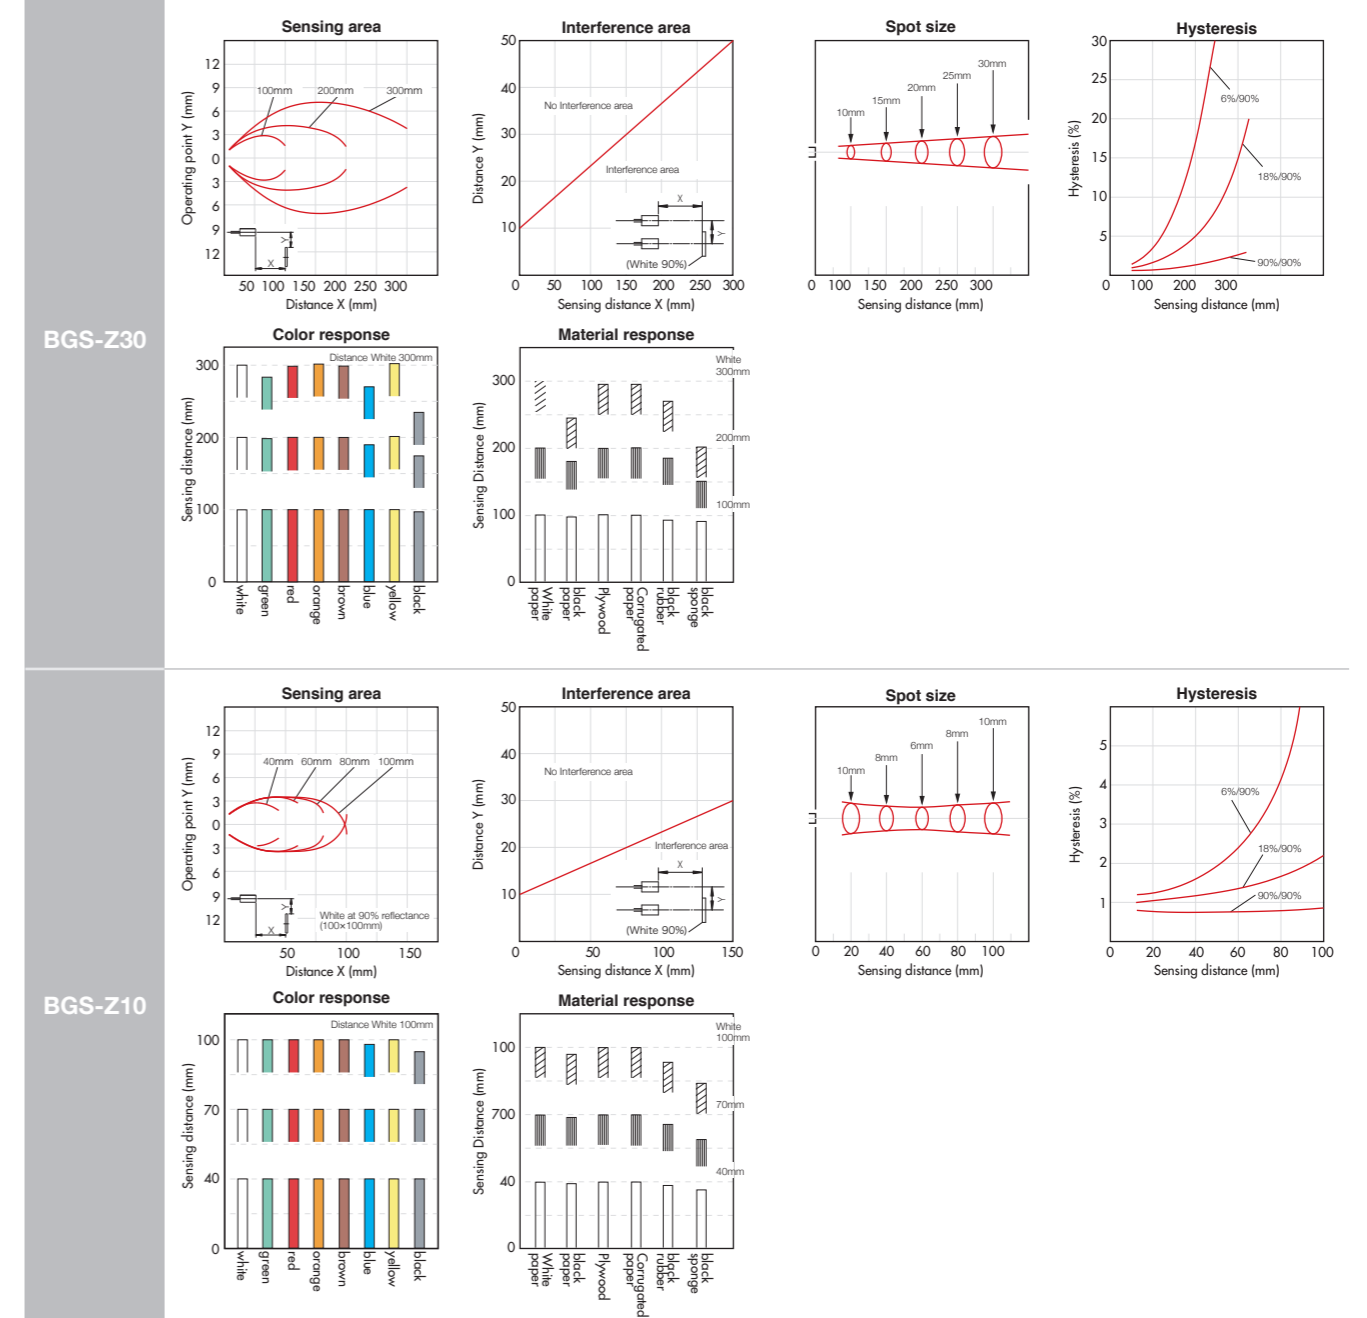 BGS-Z30
Sensing area
Operating point Y (mm)
12
9
6
3
0
3
6
9
12
100mm
200mm
300mm
Y
X
50 100 150 200 250 300
Distance X (mm)
Interference area
Distance Y (mm)
50
40
30
20
10
No Interference area
Interference area
X
Y
(White 90%)
0 50 100 150 200 250 300
Sensing distance X (mm)
Spot size
10mm
15mm
20mm
25mm
30mm
0 100 150 200 250 300
Sensing distance (mm)
Hysteresis
Hysteresis (%)
30
25
20
15
10
5
6%/90%
18%/90%
90%/90%
0 100 200 300
Sensing distance (mm)
Color response
Distance White 300mm
Sensing distance (mm)
300
200
100
0
white
green
red
orange
brown
blue
yellow
black
Material response
White
300mm
200mm
100mm
Sensing Distance (mm)
300
200
100
0
White
paper
black
paper
Plywood
Corrugated
paper
black
rubber
black
sponge
BGS-Z10
Sensing area
Operating point Y (mm)
12
9
6
3
0
3
6
9
12
40mm
60mm
80mm
100mm
Y
X
White at 90% reflectance
(100×100mm)
50 100 150
Distance X (mm)
Interference area
Distance Y (mm)
50
40
30
20
10
No Interference area
Interference area
X
Y
(White 90%)
0 50 100 150
Sensing distance X (mm)
Spot size
10mm
8mm
6mm
8mm
10mm
0 20 40 60 80 100
Sensing distance (mm)
Hysteresis
Hysteresis (%)
5
4
3
2
1
6%/90%
18%/90%
90%/90%
0 20 40 60 80 100
Sensing distance (mm)
Color response
Distance White 100mm
Sensing distance (mm)
100
70
40
0
white
green
red
orange
brown
blue
yellow
black
Material response
White
100mm
70mm
40mm
Sensing Distance (mm)
100
700
40
0
White
paper
black
paper
Plywood
Corrugated
paper
black
rubber
black
sponge